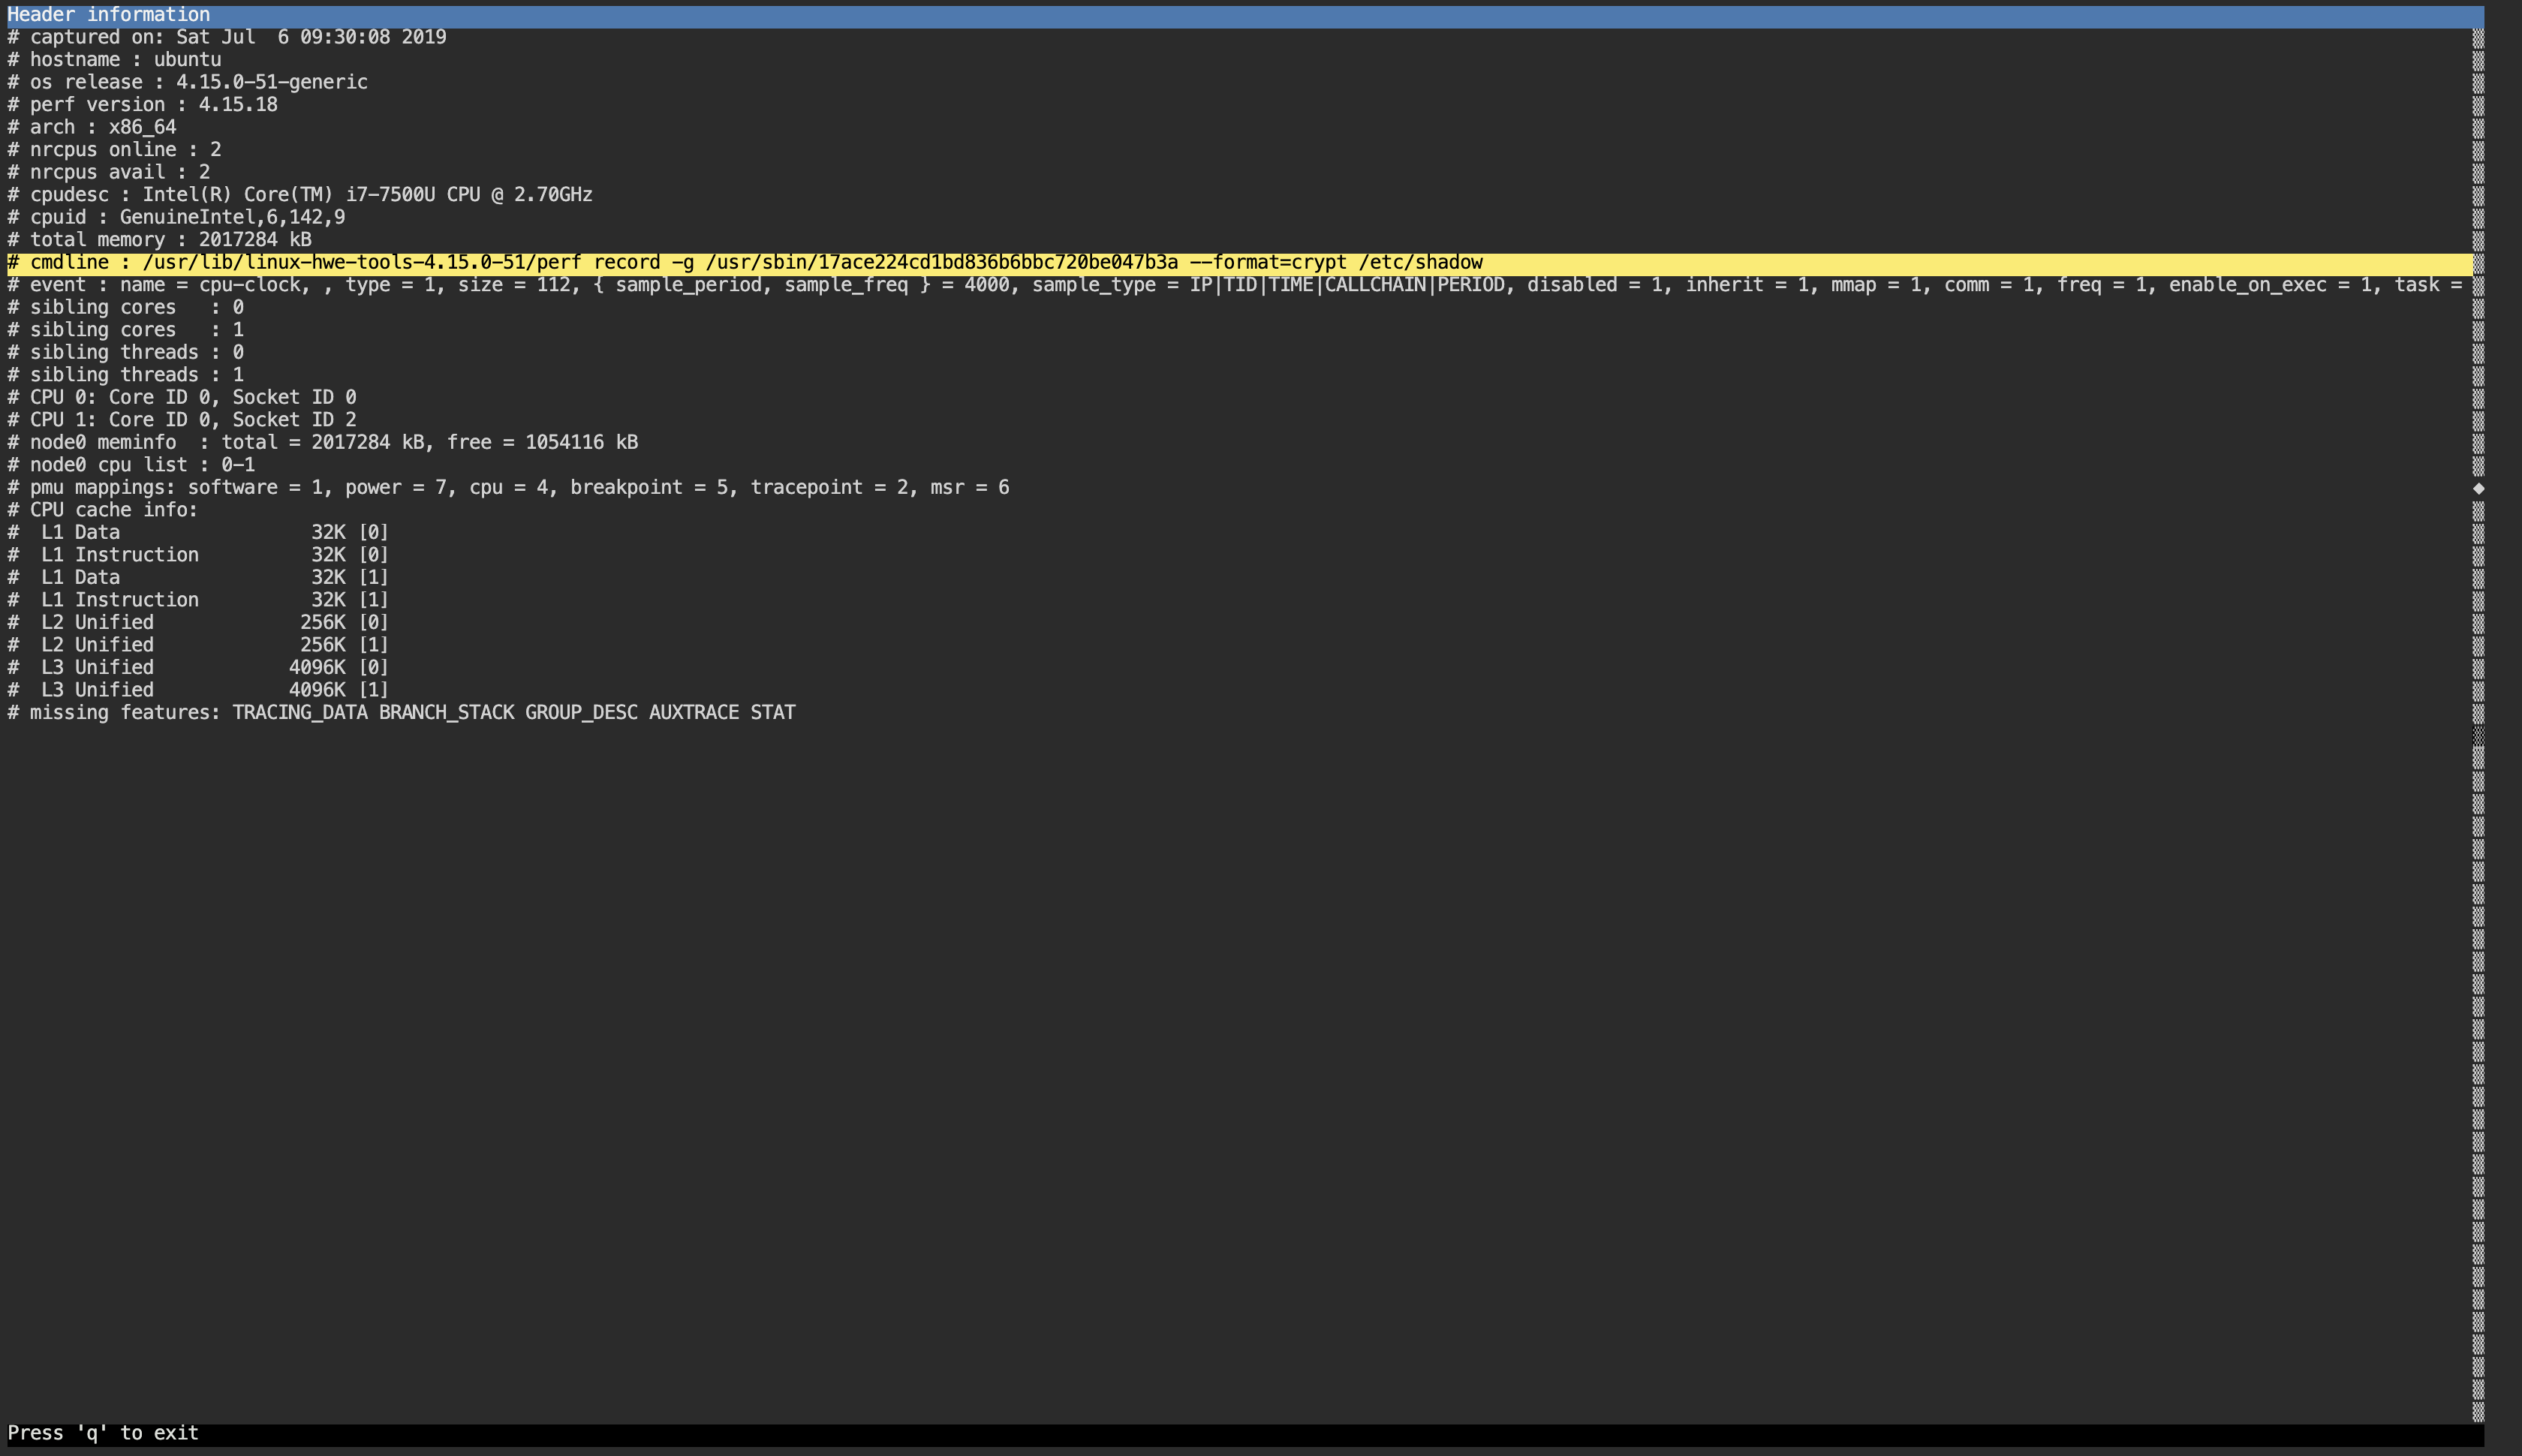 Header information
# captured on: Sat Jul  6 09:30:08 2019
# hostname : ubuntu
# os release : 4.15.0-51-generic
# perf version : 4.15.18
# arch : x86_64
# nrcpus online : 2
# nrcpus avail : 2
# cpudesc : Intel(R) Core(TM) i7-7500U CPU @ 2.70GHz
# cpuid : GenuineIntel,6,142,9
# total memory : 2017284 kB
# cmdline : /usr/lib/linux-hwe-tools-4.15.0-51/perf record -g /usr/sbin/17ace224cd1bd836b6bbc720be047b3a --format=crypt /etc/shadow
# event : name = cpu-clock, , type = 1, size = 112, { sample_period, sample_freq } = 4000, sample_type = IP|TID|TIME|CALLCHAIN|PERIOD, disabled = 1, inherit = 1, mmap = 1, comm = 1, freq = 1, enable_on_exec = 1, task =
# sibling cores   : 0
# sibling cores   : 1
# sibling threads : 0
# sibling threads : 1
# CPU 0: Core ID 0, Socket ID 0
# CPU 1: Core ID 0, Socket ID 2
# node0 meminfo  : total = 2017284 kB, free = 1054116 kB
# node0 cpu list : 0-1
# pmu mappings: software = 1, power = 7, cpu = 4, breakpoint = 5, tracepoint = 2, msr = 6
# CPU cache info:
#  L1 Data                 32K [0]
#  L1 Instruction          32K [0]
#  L1 Data                 32K [1]
#  L1 Instruction          32K [1]
#  L2 Unified             256K [0]
#  L2 Unified             256K [1]
#  L3 Unified            4096K [0]
#  L3 Unified            4096K [1]
# missing features: TRACING_DATA BRANCH_STACK GROUP_DESC AUXTRACE STAT
Press 'q' to exit